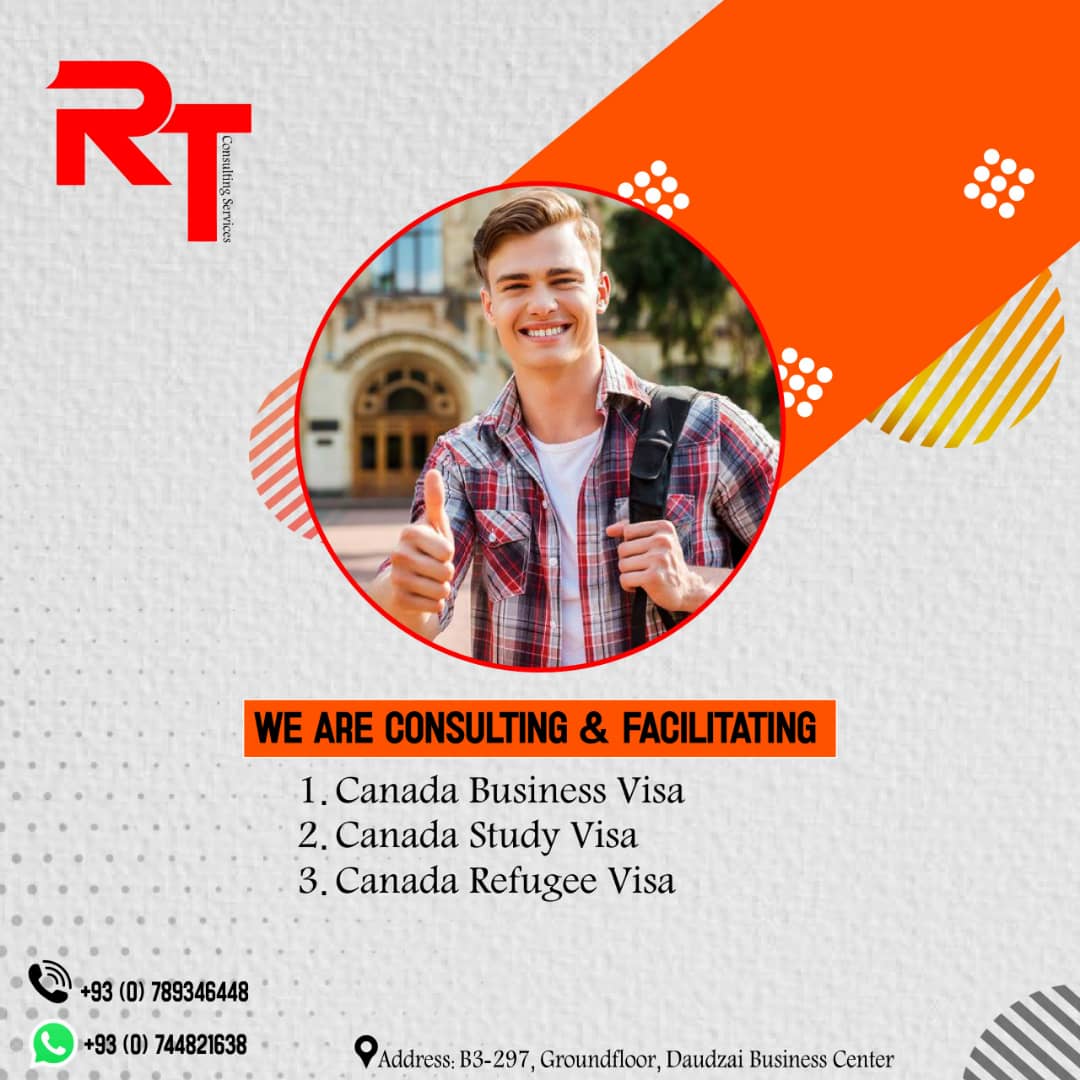 RT
Consulting Services
WE ARE CONSULTING & FACILITATING
1. Canada Business Visa
2. Canada Study Visa
3. Canada Refugee Visa
+93 (0) 789346448
+93 (0) 744821638
Address: B3-297, Groundfloor, Daudzai Business Center